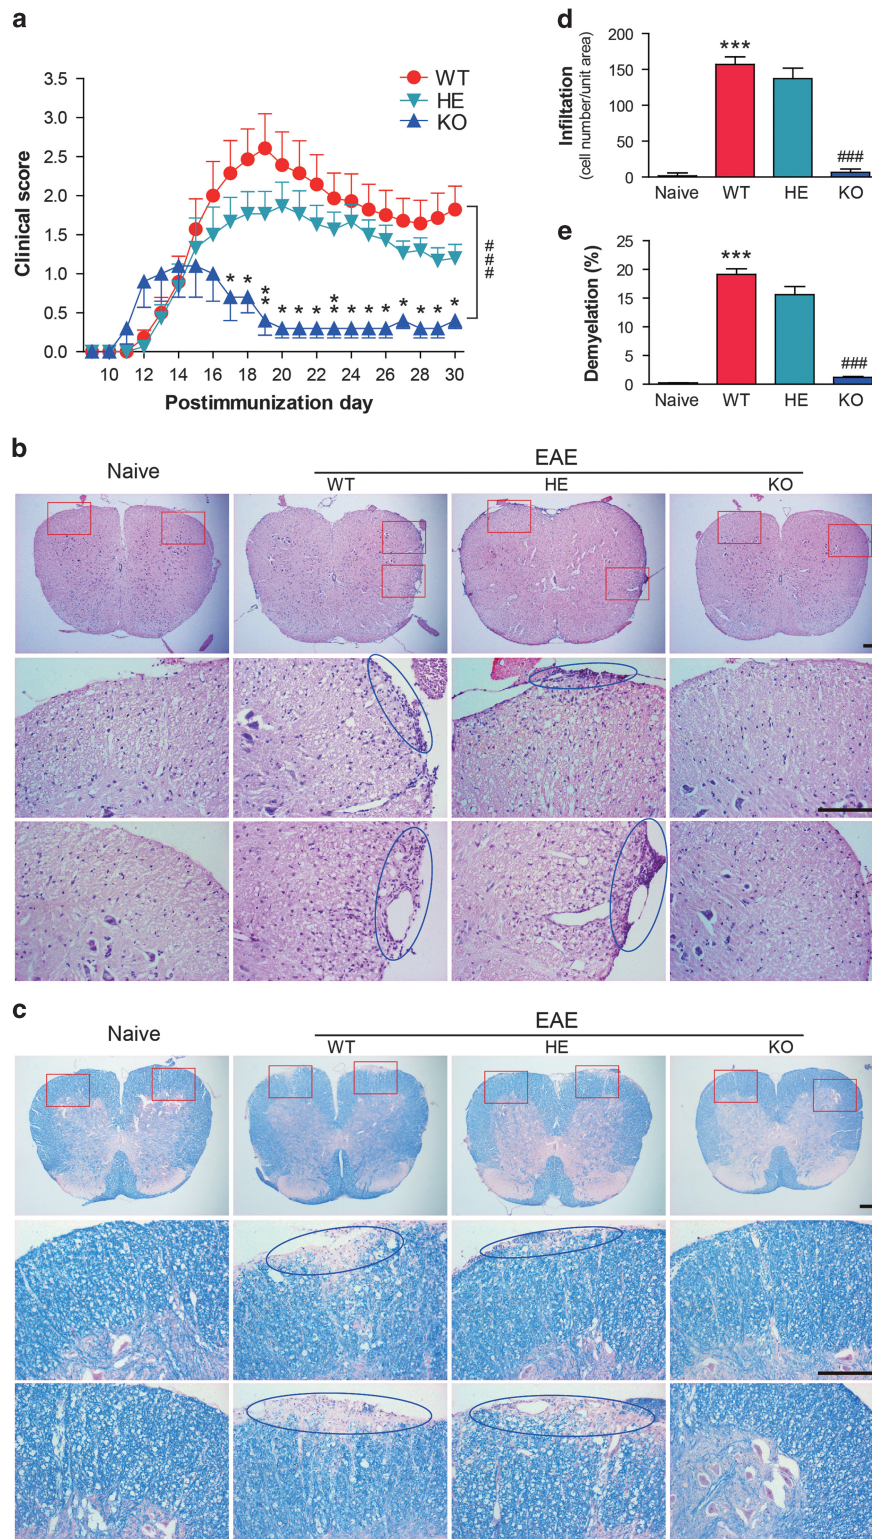 a
3.5
3.0
2.5
2.0
1.5
1.0
0.5
0.0
Clinical score
WT
HE
KO
* * ** * * * ** * * * * * * *
###
10 12 14 16 18 20 22 24 26 28 30
Postimmunization day
d
200
150
100
50
0
Infiltation
(cell number/unit area)
***
###
Naive WT HE KO
e
25
20
15
10
5
0
Demyelation (%)
***
###
Naive WT HE KO
b
Naive
EAE
WT HE KO
c
Naive
EAE
WT HE KO